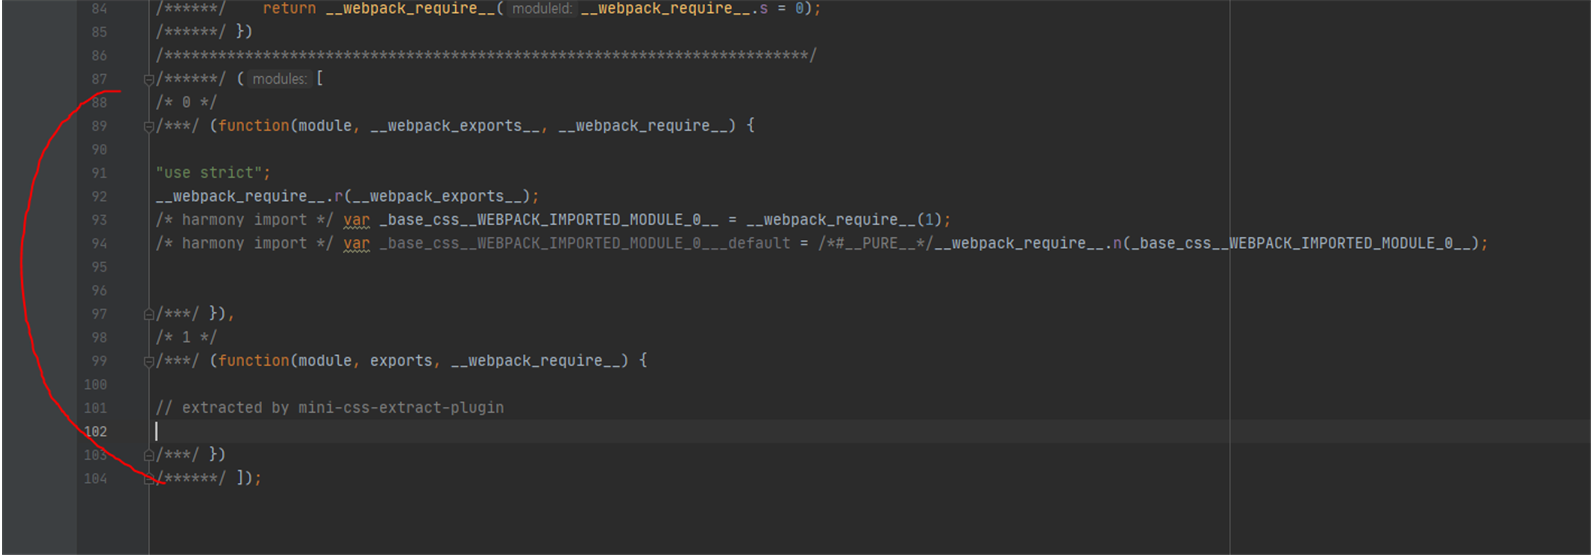 84 /******/ 	return __webpack_require__( moduleId: __webpack_require__.s = 0);
85 /******/ })
86 /************************************************************************/
87 /******/ ( modules: [
88 /* 0 */
89 /***/ (function(module, __webpack_exports__, __webpack_require__) {
90
91 "use strict";
92 __webpack_require__.r(__webpack_exports__);
93 /* harmony import */ var _base_css__WEBPACK_IMPORTED_MODULE_0__ = __webpack_require__(1);
94 /* harmony import */ var _base_css__WEBPACK_IMPORTED_MODULE_0___default = /*#__PURE__*/__webpack_require__.n(_base_css__WEBPACK_IMPORTED_MODULE_0__);
95
96
97 /***/ }),
98 /* 1 */
99 /***/ (function(module, exports, __webpack_require__) {
100
101 // extracted by mini-css-extract-plugin
102
103 /***/ })
104 /******/ ]);